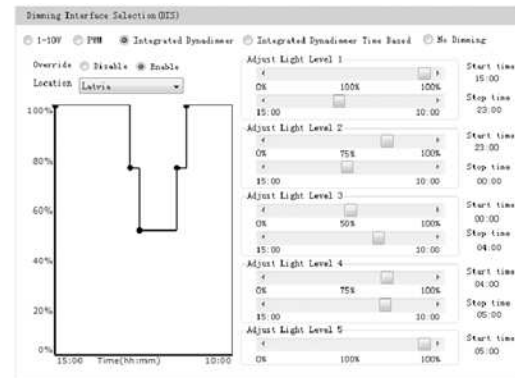 Dimming Interface Selection(DIS)
1-10V PWM Integrated Dynadimmer Integrated Dynadimmer Time Based No Dimming
Override Disable Enable
Location Latvia
100%
80%
60%
40%
20%
0%
15:00 Time(hh:mm) 10:00
Adjust Light Level 1
0% 100% 100%
15:00 10:00
Start time
15:00
Stop time
23:00
Adjust Light Level 2
0% 75% 100%
15:00 10:00
Start time
23:00
Stop time
00:00
Adjust Light Level 3
0% 50% 100%
15:00 10:00
Start time
00:00
Stop time
04:00
Adjust Light Level 4
0% 75% 100%
15:00 10:00
Start time
04:00
Stop time
05:00
Adjust Light Level 5
0% 100% 100%
Start time
05:00